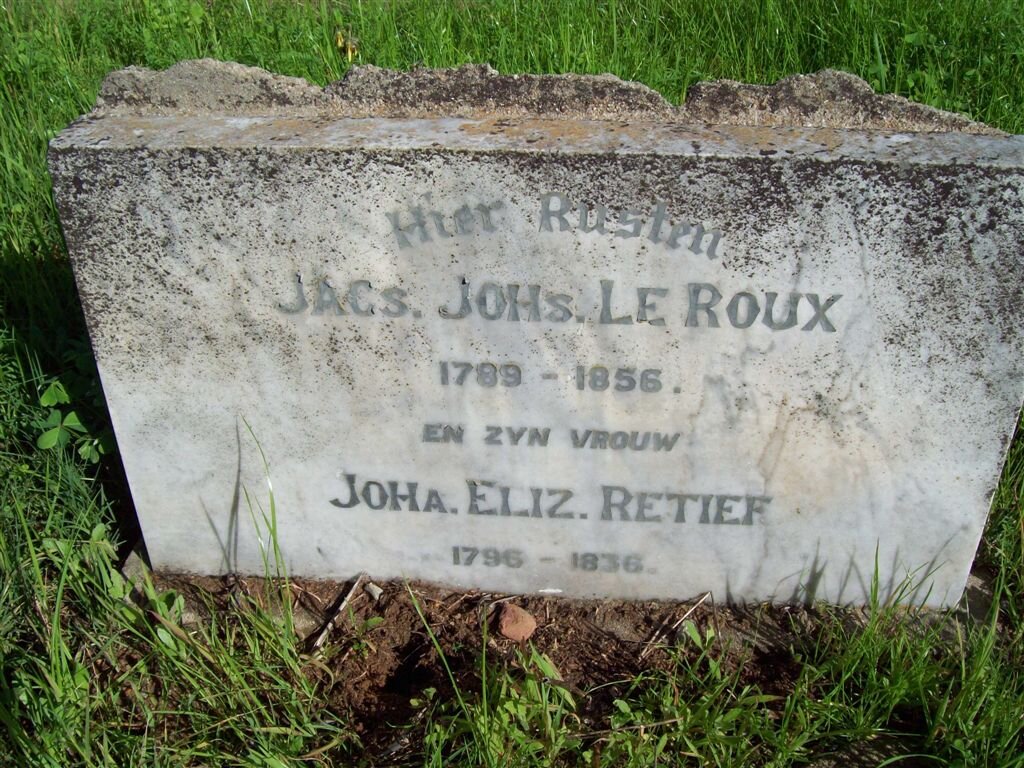 Hier Rusten
JACS. JOHS. LE ROUX
1789 - 1856.
EN ZYN VROUW
JOHA. ELIZ. RETIEF
1796 - 1836.